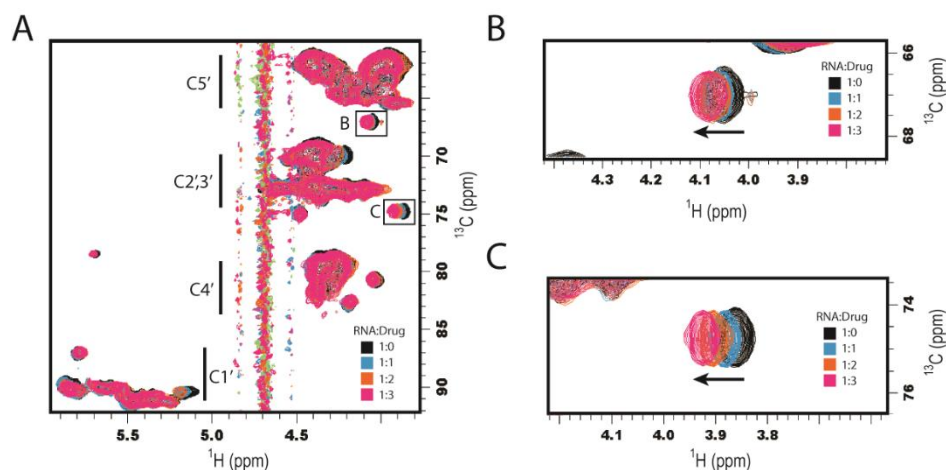 A
C5′
B
C2′,3′
C
C4′
C1′
RNA:Drug
1:0
1:1
1:2
1:3
70
75
80
85
90
¹³C (ppm)
5.5
5.0
4.5
¹H (ppm)
B
RNA:Drug
1:0
1:1
1:2
1:3
66
68
¹³C (ppm)
4.3
4.2
4.1
4.0
3.9
¹H (ppm)
C
RNA:Drug
1:0
1:1
1:2
1:3
74
76
¹³C (ppm)
4.1
4.0
3.9
3.8
¹H (ppm)